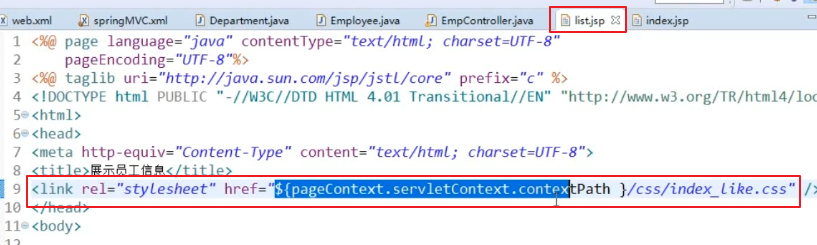 web.xml springMVC.xml Department.java Employee.java EmpController.java list.jsp index.jsp
1 <%@ page language="java" contentType="text/html; charset=UTF-8"
2 pageEncoding="UTF-8"%>
3 <%@ taglib uri="http://java.sun.com/jsp/jstl/core" prefix="c" %>
4 <!DOCTYPE html PUBLIC "-//W3C//DTD HTML 4.01 Transitional//EN" "http://www.w3.org/TR/html4/loo
5 <html>
6 <head>
7 <meta http-equiv="Content-Type" content="text/html; charset=UTF-8">
8 <title>展示员工信息</title>
9 <link rel="stylesheet" href="${pageContext.servletContext.contextPath }/css/index_like.css" />
10 </head>
11 <body>
12